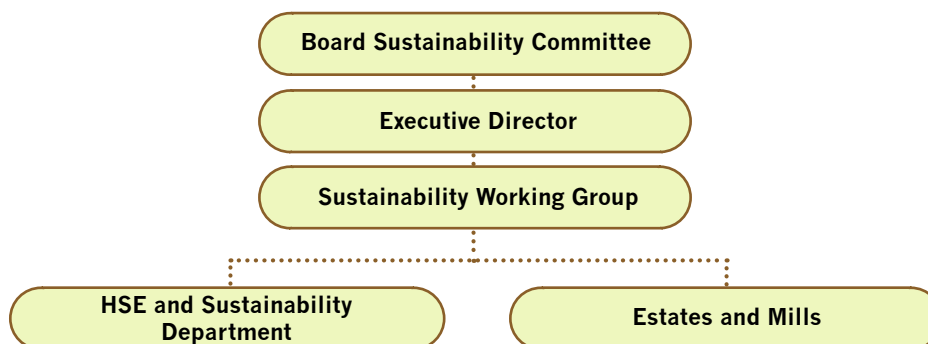 Board Sustainability Committee
Executive Director
Sustainability Working Group
HSE and Sustainability
Department
Estates and Mills